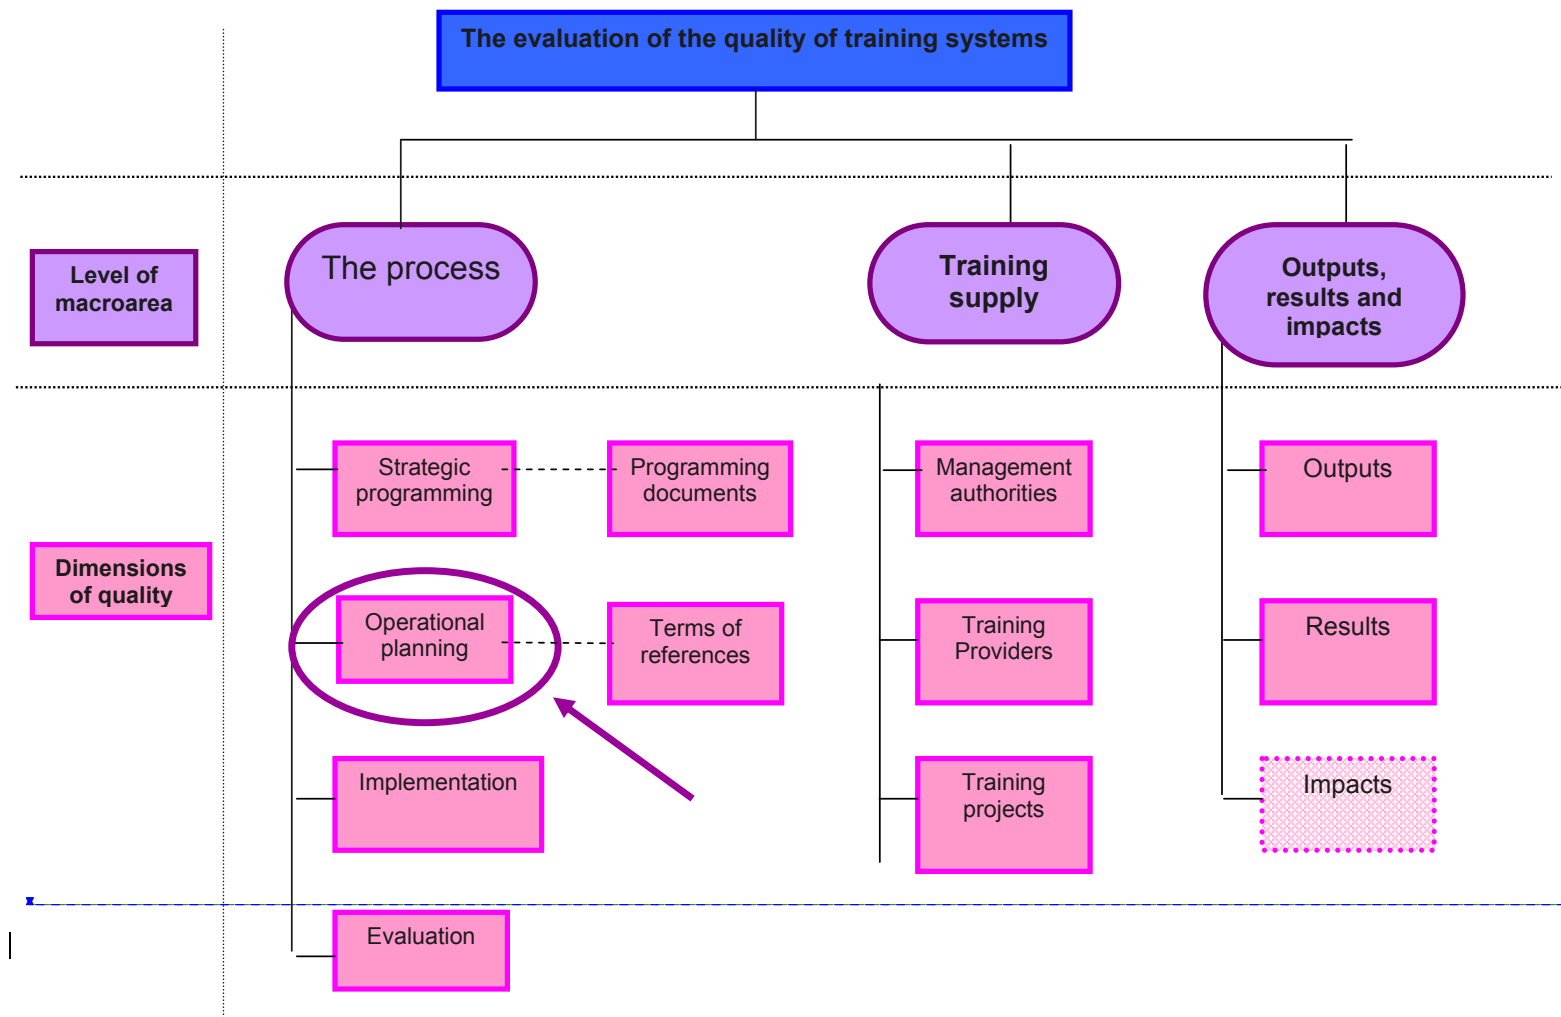 The evaluation of the quality of training systems
Level of
macroarea
The process
Training
supply
Outputs,
results and
impacts
Dimensions
of quality
Strategic
programming
Programming
documents
Management
authorities
Outputs
Operational
planning
Terms of
references
Training
Providers
Results
Implementation
Training
projects
Impacts
Evaluation